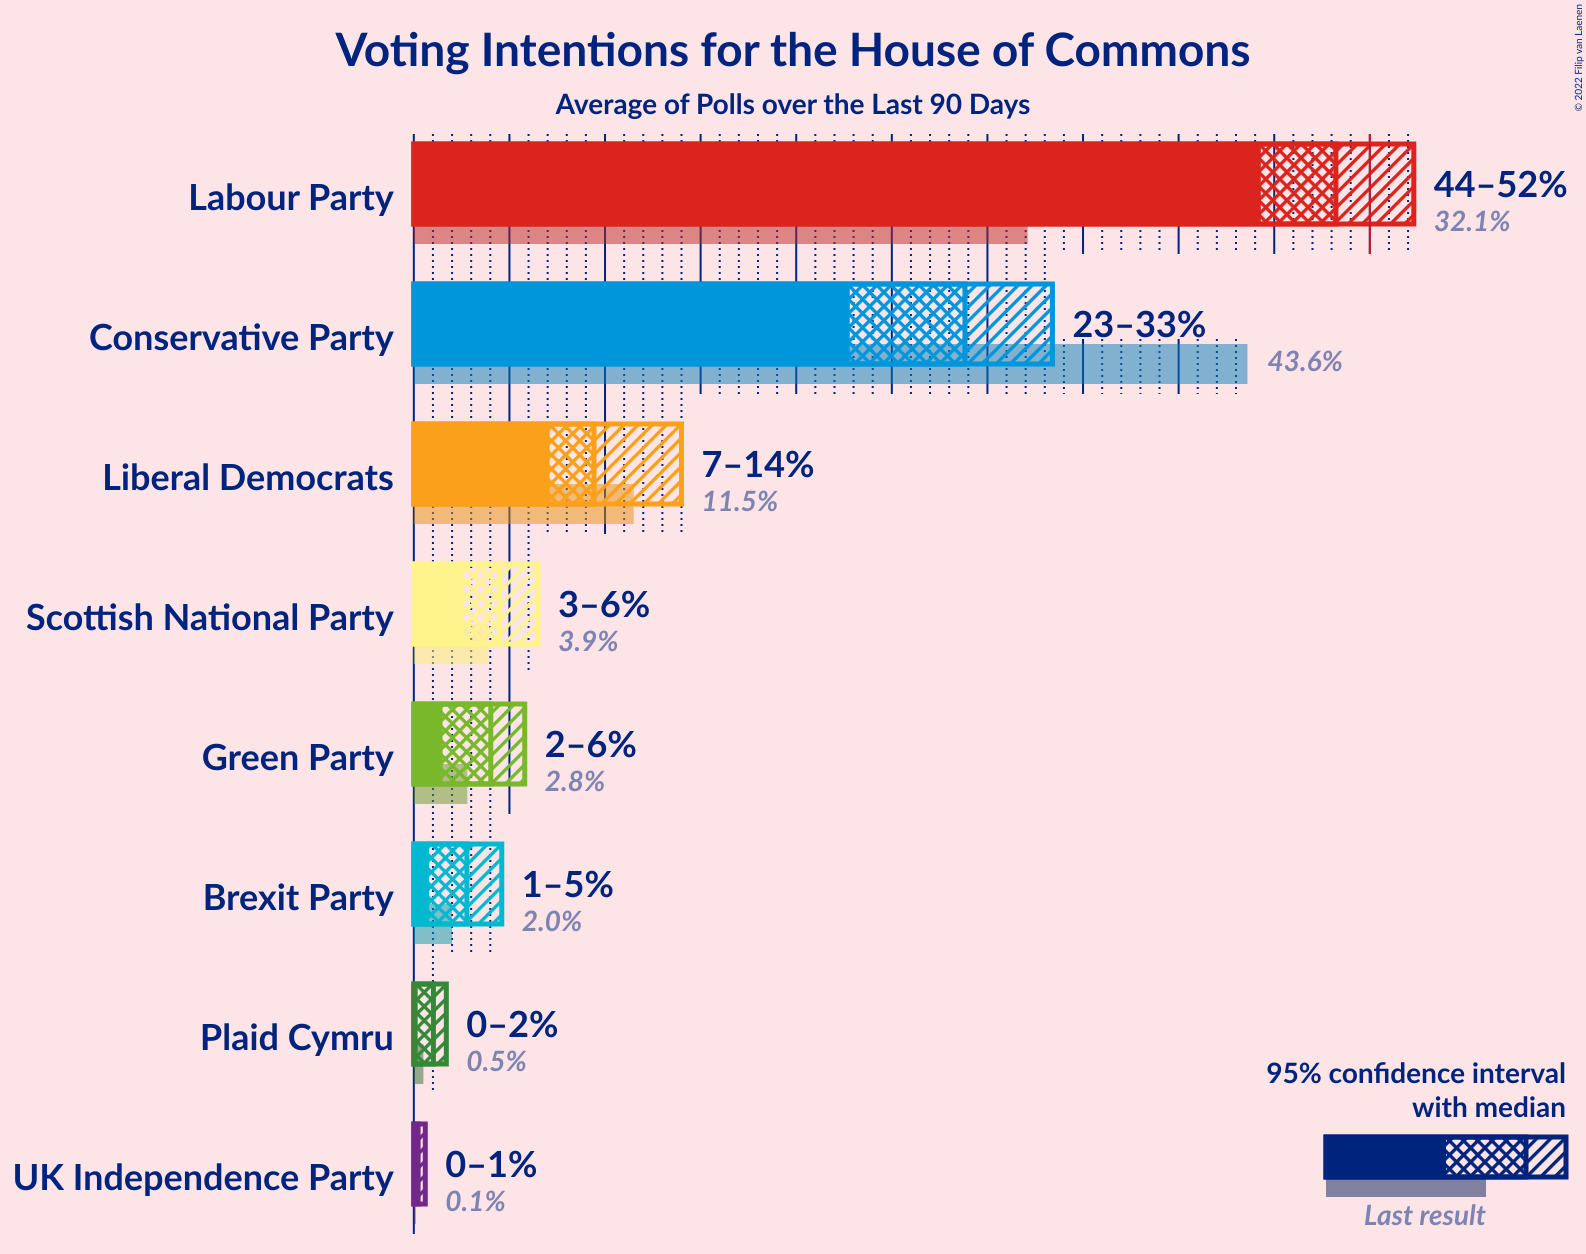 Voting Intentions for the House of Commons
Average of Polls over the Last 90 Days
© 2022 Filip van Laenen
Labour Party
44–52%
32.1%
Conservative Party
23–33%
43.6%
Liberal Democrats
7–14%
11.5%
Scottish National Party
3–6%
3.9%
Green Party
2–6%
2.8%
Brexit Party
1–5%
2.0%
Plaid Cymru
0–2%
0.5%
UK Independence Party
0–1%
0.1%
95% confidence interval
with median
Last result